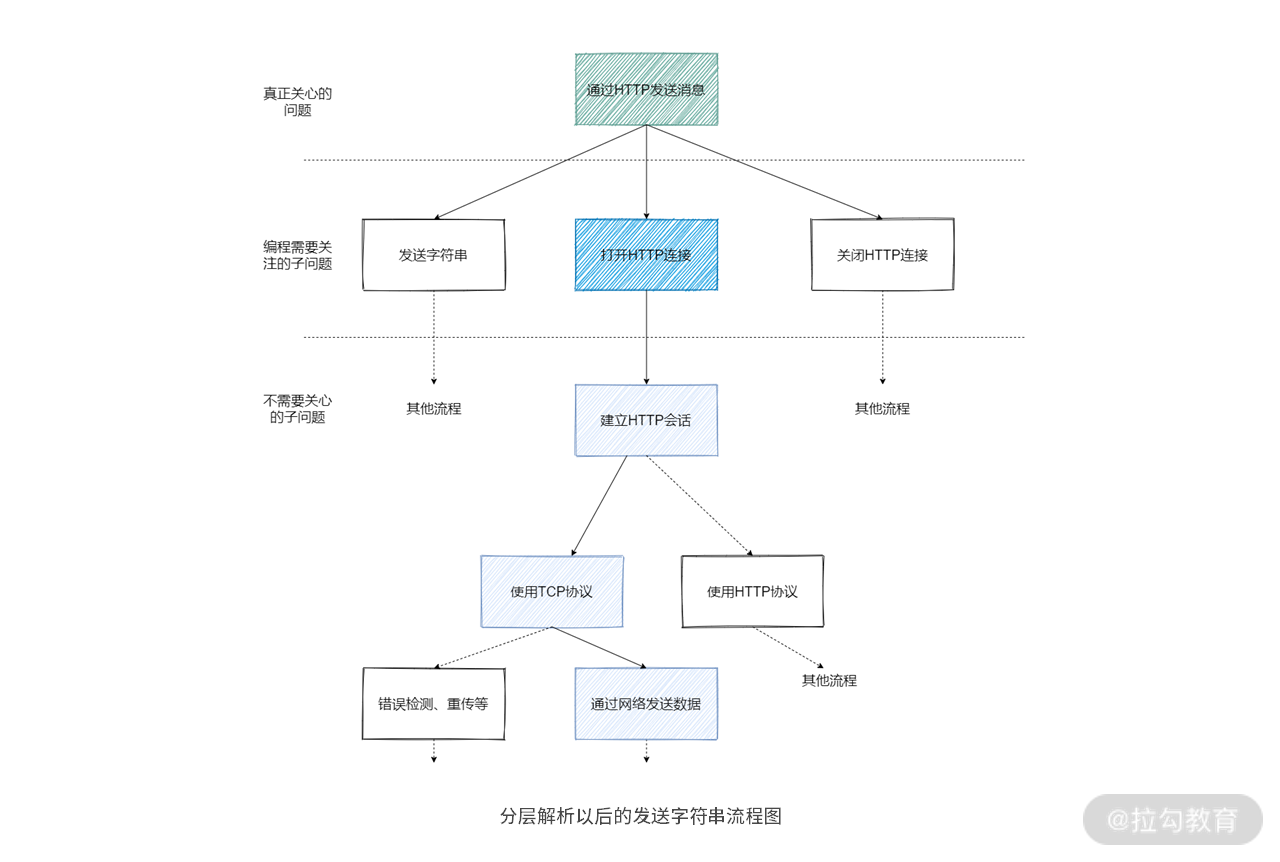 通过HTTP发送消息
真正关心的
问题
发送字符串
打开HTTP连接
关闭HTTP连接
编程需要关
注的子问题
不需要关心
的子问题
其他流程
其他流程
建立HTTP会话
使用TCP协议
使用HTTP协议
其他流程
错误检测、重传等
通过网络发送数据
分层解析以后的发送字符串流程图
@拉勾教育